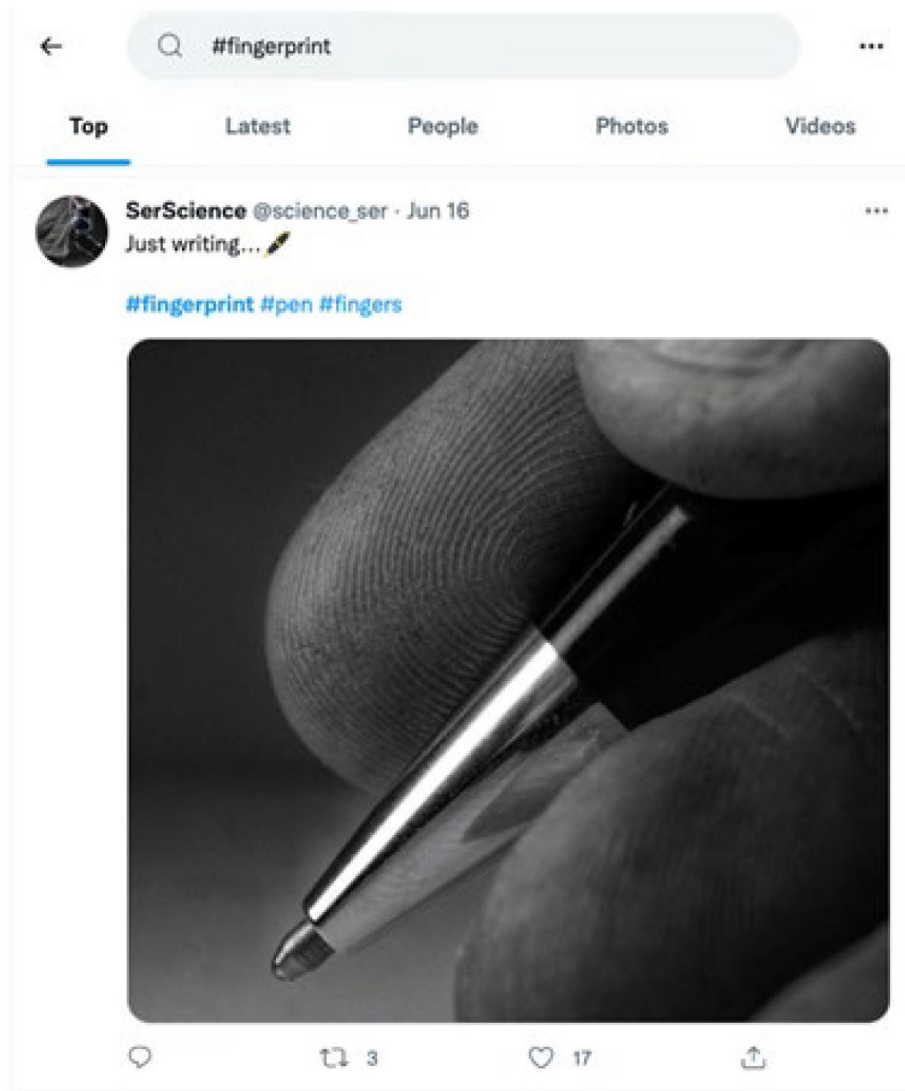 #fingerprint
Top Latest People Photos Videos
SerScience @science_ser · Jun 16
Just writing...
#fingerprint #pen #fingers
3 17